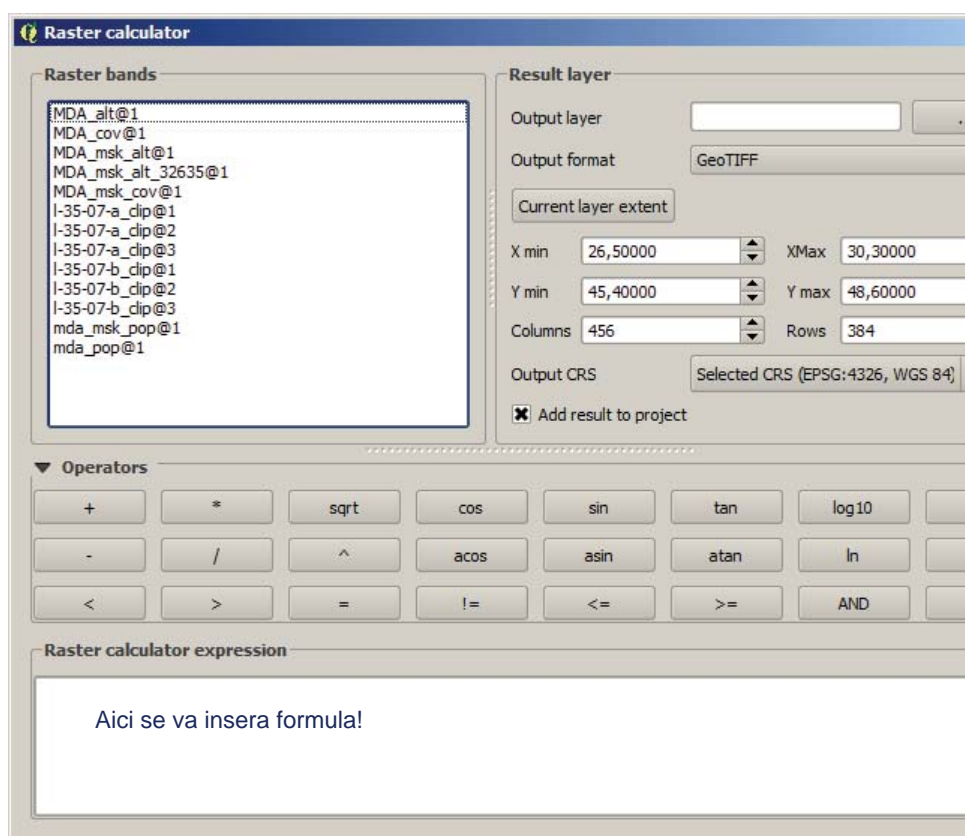 Raster calculator
Raster bands
MDA_alt@1
MDA_cov@1
MDA_msk_alt@1
MDA_msk_alt_32635@1
MDA_msk_cov@1
l-35-07-a_clip@1
l-35-07-a_clip@2
l-35-07-a_clip@3
l-35-07-b_clip@1
l-35-07-b_clip@2
l-35-07-b_clip@3
mda_msk_pop@1
mda_pop@1
Result layer
Output layer
.
Output format GeoTIFF
Current layer extent
X min 26,50000 XMax 30,30000
Y min 45,40000 Y max 48,60000
Columns 456 Rows 384
Output CRS Selected CRS (EPSG:4326, WGS 84)
Add result to project
Operators
+ * sqrt cos sin tan log10
- / ^ acos asin atan ln
< > = != <= >= AND
Raster calculator expression
Aici se va insera formula!